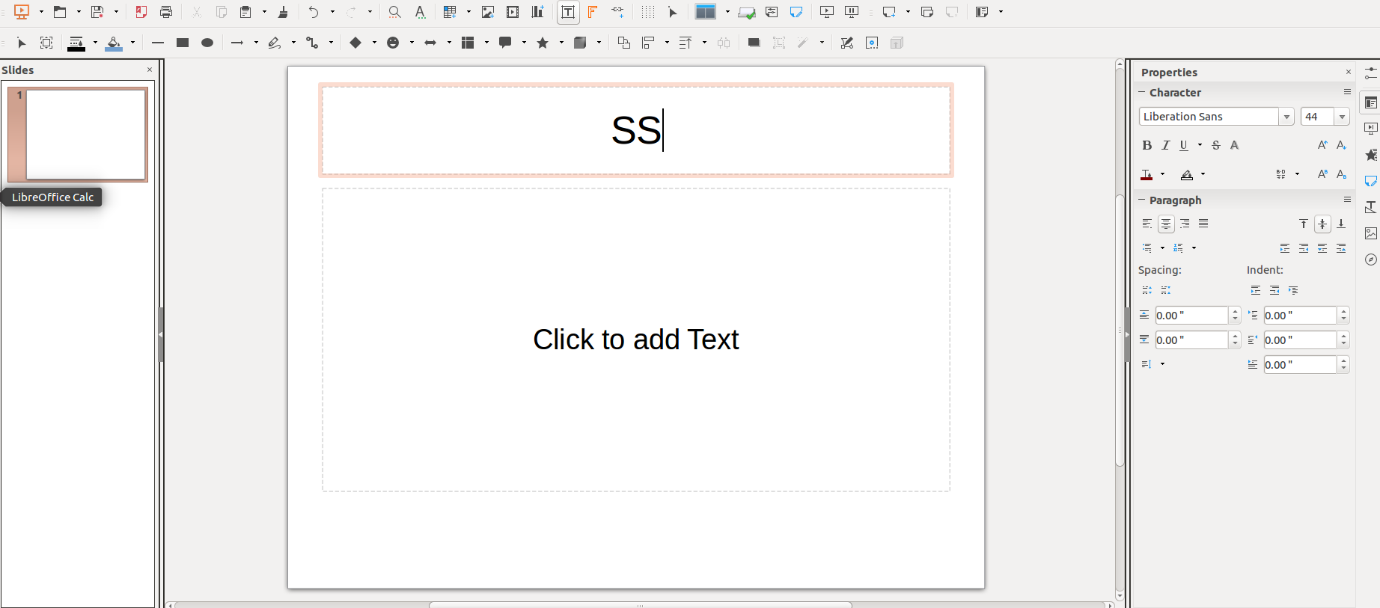 Slides
1
LibreOffice Calc
SS
Click to add Text
Properties
Character
Liberation Sans
44
Paragraph
Spacing:
Indent:
0.00 "
0.00 "
0.00 "
0.00 "
0.00 "